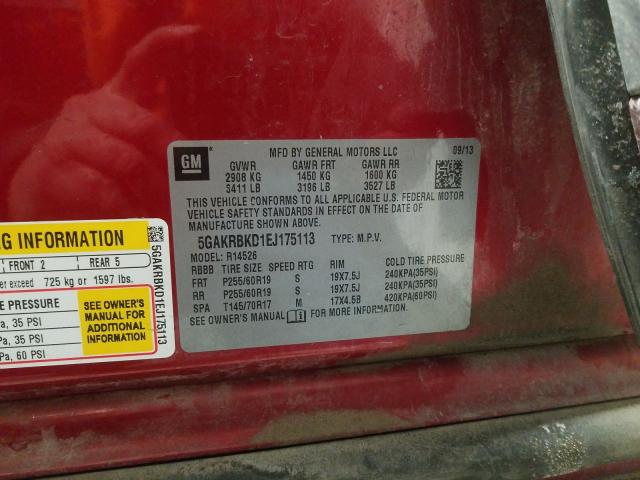 GM
MFD BY GENERAL MOTORS LLC 09/13
GVWR GAWR FRT GAWR RR
2908 KG 1450 KG 1600 KG
5411 LB 3196 LB 3527 LB
THIS VEHICLE CONFORMS TO ALL APPLICABLE U.S. FEDERAL MOTOR
VEHICLE SAFETY STANDARDS IN EFFECT ON THE DATE OF
MANUFACTURE SHOWN ABOVE.
5GAKRBKD1EJ175113 TYPE: M.P.V.
MODEL: R14526
RBBB TIRE SIZE SPEED RTG RIM COLD TIRE PRESSURE
FRT P255/60R19 S 19X7.5J 240KPA(35PSI)
RR P255/60R19 S 19X7.5J 240KPA(35PSI)
SPA T145/70R17 M 17X4.5B 420KPA(60PSI)
SEE OWNER'S MANUAL FOR MORE INFORMATION.
G INFORMATION
FRONT 2 REAR 5
er exceed 725 kg or 1597 lbs.
E PRESSURE
a, 35 PSI
a, 35 PSI
Pa, 60 PSI
SEE OWNER'S
MANUAL FOR
ADDITIONAL
INFORMATION
5GAKRBKD1EJ175113